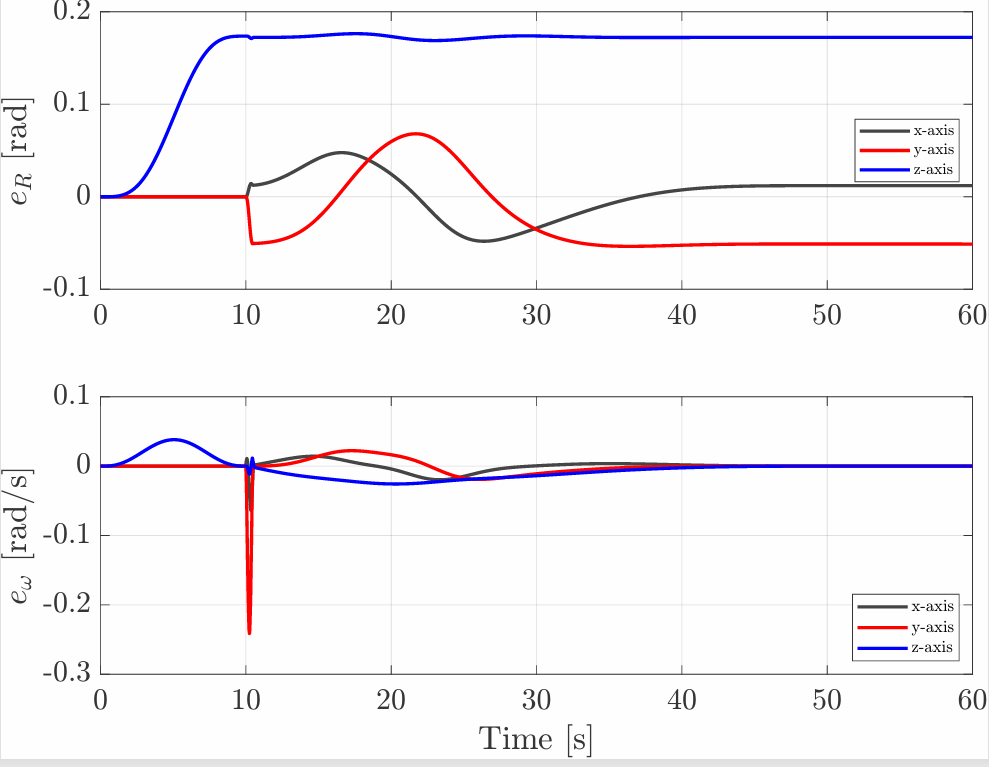 0.2
0.1
0
-0.1
e_R [rad]
x-axis
y-axis
z-axis
0 10 20 30 40 50 60
0.1
0
-0.1
-0.2
-0.3
e_ω [rad/s]
x-axis
y-axis
z-axis
0 10 20 30 40 50 60
Time [s]